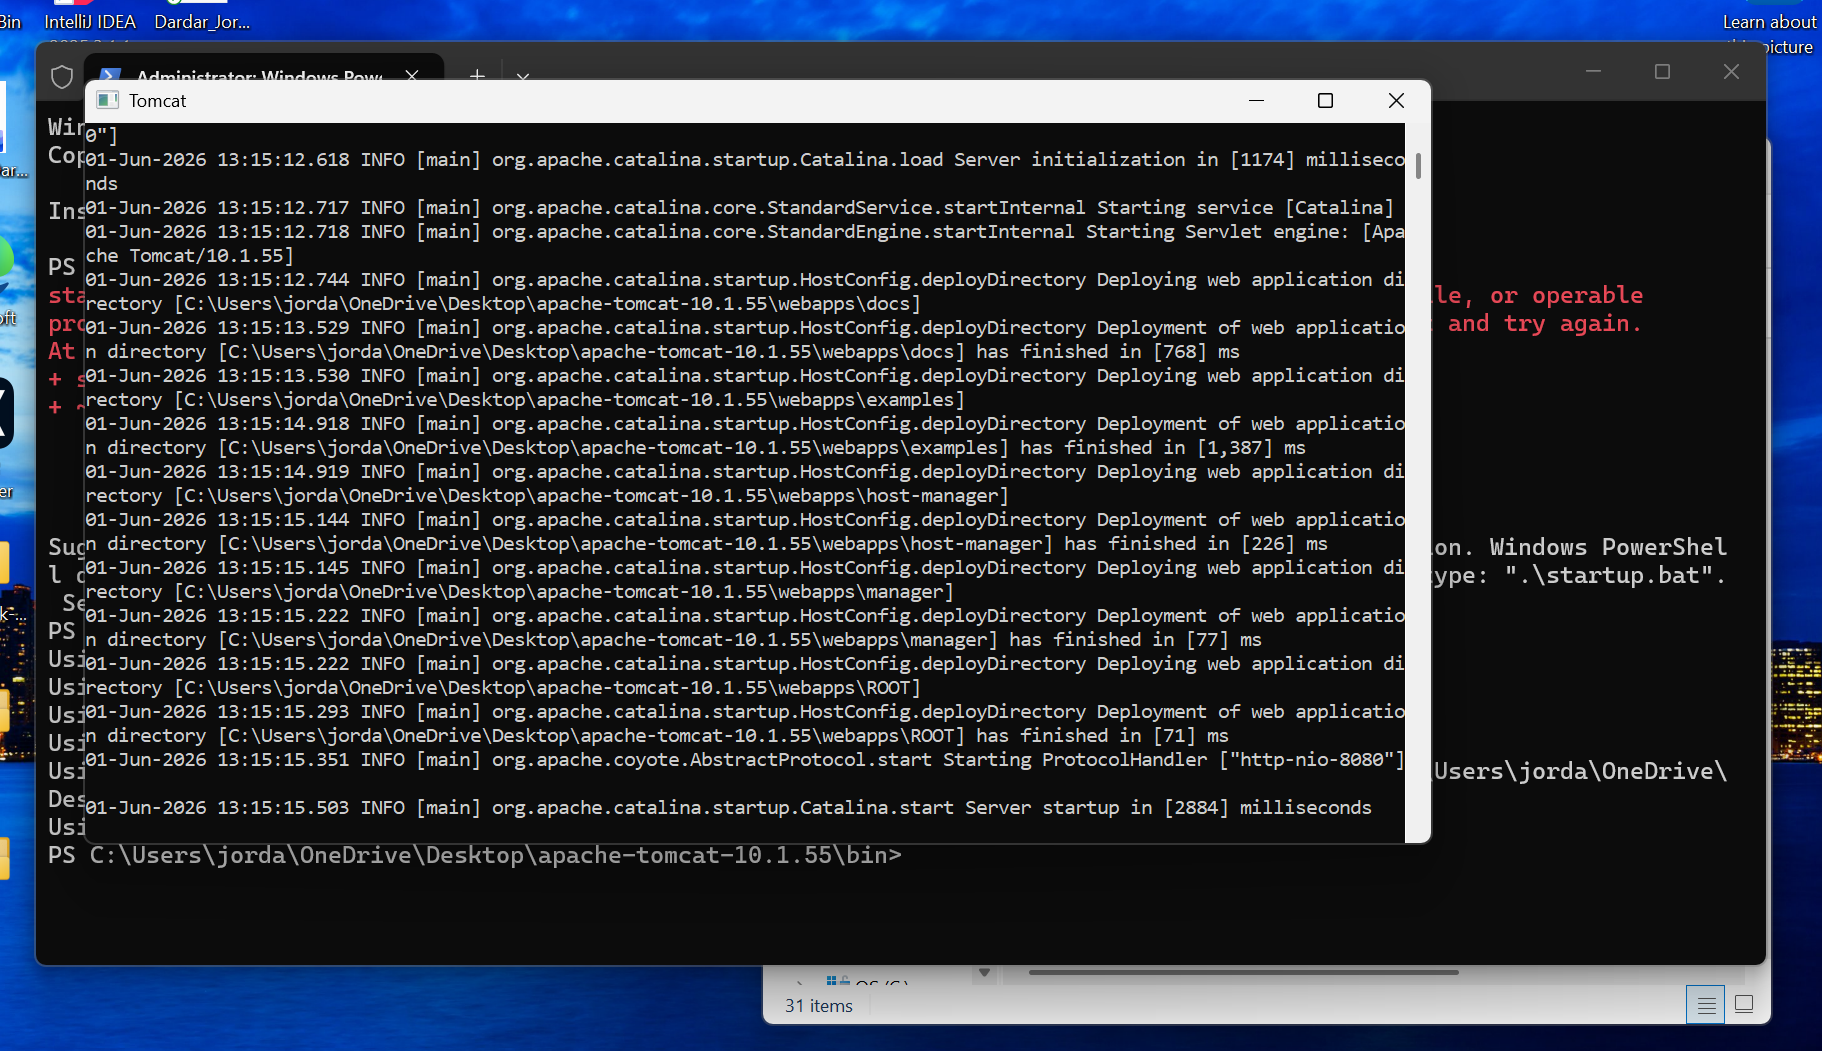 Bin
IntelliJ IDEA
Dardar_Jor...
Learn about
picture
Administrator: Windows Pow
Tomcat
0"]
01-Jun-2026 13:15:12.618 INFO [main] org.apache.catalina.startup.Catalina.load Server initialization in [1174] milliseco
nds
01-Jun-2026 13:15:12.717 INFO [main] org.apache.catalina.core.StandardService.startInternal Starting service [Catalina]
01-Jun-2026 13:15:12.718 INFO [main] org.apache.catalina.core.StandardEngine.startInternal Starting Servlet engine: [Apa
che Tomcat/10.1.55]
01-Jun-2026 13:15:12.744 INFO [main] org.apache.catalina.startup.HostConfig.deployDirectory Deploying web application di
rectory [C:\Users\jorda\OneDrive\Desktop\apache-tomcat-10.1.55\webapps\docs]
01-Jun-2026 13:15:13.529 INFO [main] org.apache.catalina.startup.HostConfig.deployDirectory Deployment of web applicatio
n directory [C:\Users\jorda\OneDrive\Desktop\apache-tomcat-10.1.55\webapps\docs] has finished in [768] ms
01-Jun-2026 13:15:13.530 INFO [main] org.apache.catalina.startup.HostConfig.deployDirectory Deploying web application di
rectory [C:\Users\jorda\OneDrive\Desktop\apache-tomcat-10.1.55\webapps\examples]
01-Jun-2026 13:15:14.918 INFO [main] org.apache.catalina.startup.HostConfig.deployDirectory Deployment of web applicatio
n directory [C:\Users\jorda\OneDrive\Desktop\apache-tomcat-10.1.55\webapps\examples] has finished in [1,387] ms
01-Jun-2026 13:15:14.919 INFO [main] org.apache.catalina.startup.HostConfig.deployDirectory Deploying web application di
rectory [C:\Users\jorda\OneDrive\Desktop\apache-tomcat-10.1.55\webapps\host-manager]
01-Jun-2026 13:15:15.144 INFO [main] org.apache.catalina.startup.HostConfig.deployDirectory Deployment of web applicatio
n directory [C:\Users\jorda\OneDrive\Desktop\apache-tomcat-10.1.55\webapps\host-manager] has finished in [226] ms
01-Jun-2026 13:15:15.145 INFO [main] org.apache.catalina.startup.HostConfig.deployDirectory Deploying web application di
rectory [C:\Users\jorda\OneDrive\Desktop\apache-tomcat-10.1.55\webapps\manager]
01-Jun-2026 13:15:15.222 INFO [main] org.apache.catalina.startup.HostConfig.deployDirectory Deployment of web applicatio
n directory [C:\Users\jorda\OneDrive\Desktop\apache-tomcat-10.1.55\webapps\manager] has finished in [77] ms
01-Jun-2026 13:15:15.222 INFO [main] org.apache.catalina.startup.HostConfig.deployDirectory Deploying web application di
rectory [C:\Users\jorda\OneDrive\Desktop\apache-tomcat-10.1.55\webapps\ROOT]
01-Jun-2026 13:15:15.293 INFO [main] org.apache.catalina.startup.HostConfig.deployDirectory Deployment of web applicatio
n directory [C:\Users\jorda\OneDrive\Desktop\apache-tomcat-10.1.55\webapps\ROOT] has finished in [71] ms
01-Jun-2026 13:15:15.351 INFO [main] org.apache.coyote.AbstractProtocol.start Starting ProtocolHandler ["http-nio-8080"]
01-Jun-2026 13:15:15.503 INFO [main] org.apache.catalina.startup.Catalina.start Server startup in [2884] milliseconds
Win
Cop
Ins
PS
sta
pro
At
+ s
+ ~
Sug
l
Se
PS
Usi
Usi
Usi
Usi
Usi
Des
Usi
le, or operable
and try again.
on. Windows PowerShel
ype: ".\startup.bat".
\Users\jorda\OneDrive\
PS C:\Users\jorda\OneDrive\Desktop\apache-tomcat-10.1.55\bin>
31 items